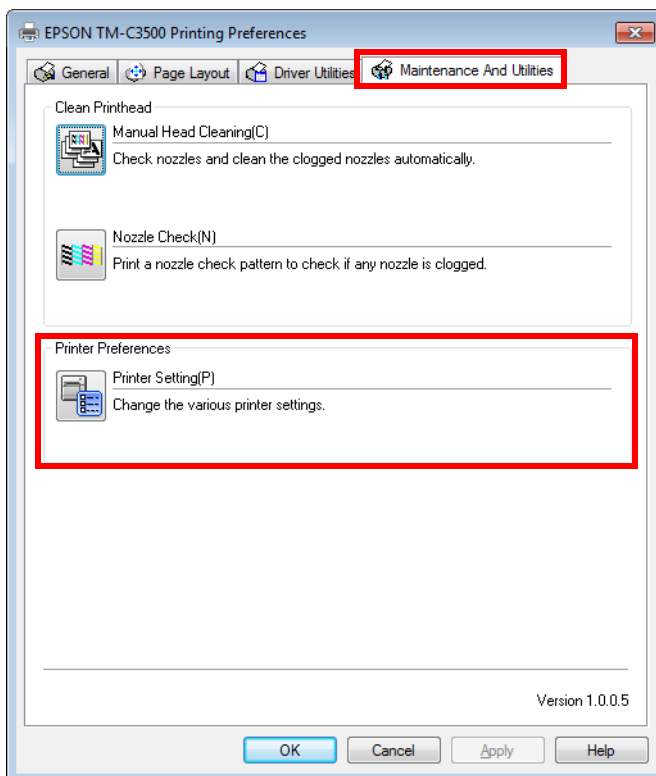 EPSON TM-C3500 Printing Preferences
General Page Layout Driver Utilities Maintenance And Utilities
Clean Printhead
Manual Head Cleaning(C)
Check nozzles and clean the clogged nozzles automatically.
Nozzle Check(N)
Print a nozzle check pattern to check if any nozzle is clogged.
Printer Preferences
Printer Setting(P)
Change the various printer settings.
Version 1.0.0.5
OK Cancel Apply Help